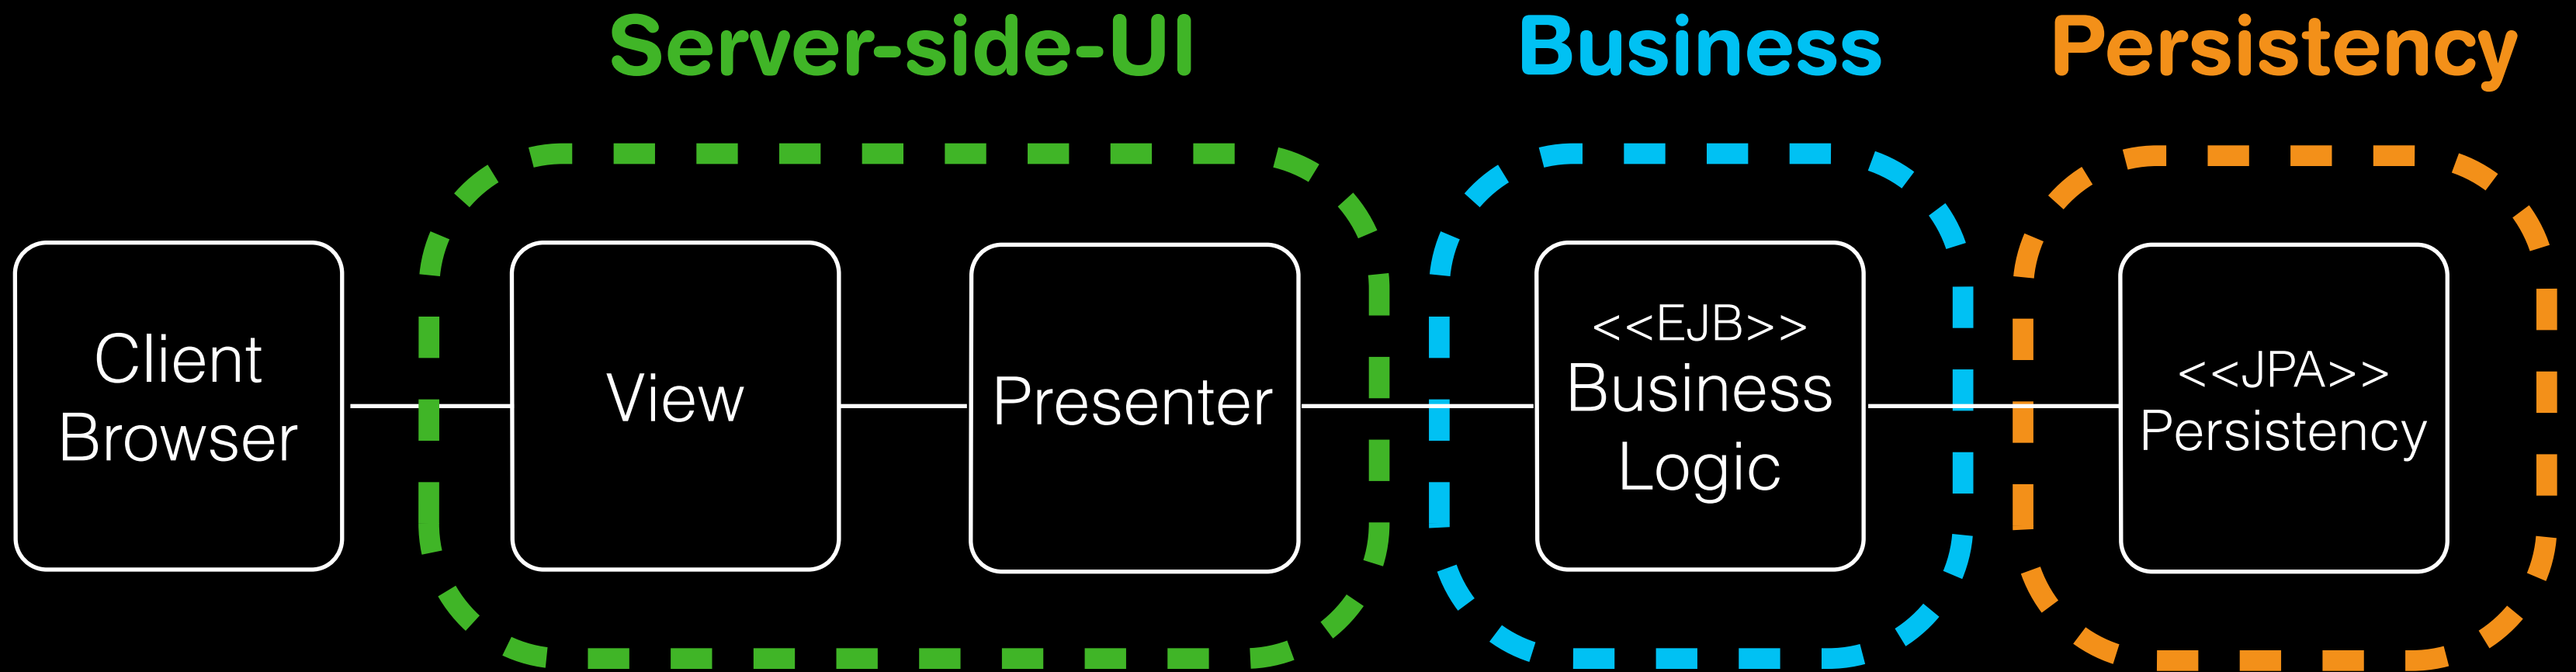 Server-side-UI
Business
Persistency
Client
Browser
View
Presenter
<<EJB>>
Business
Logic
<<JPA>>
Persistency